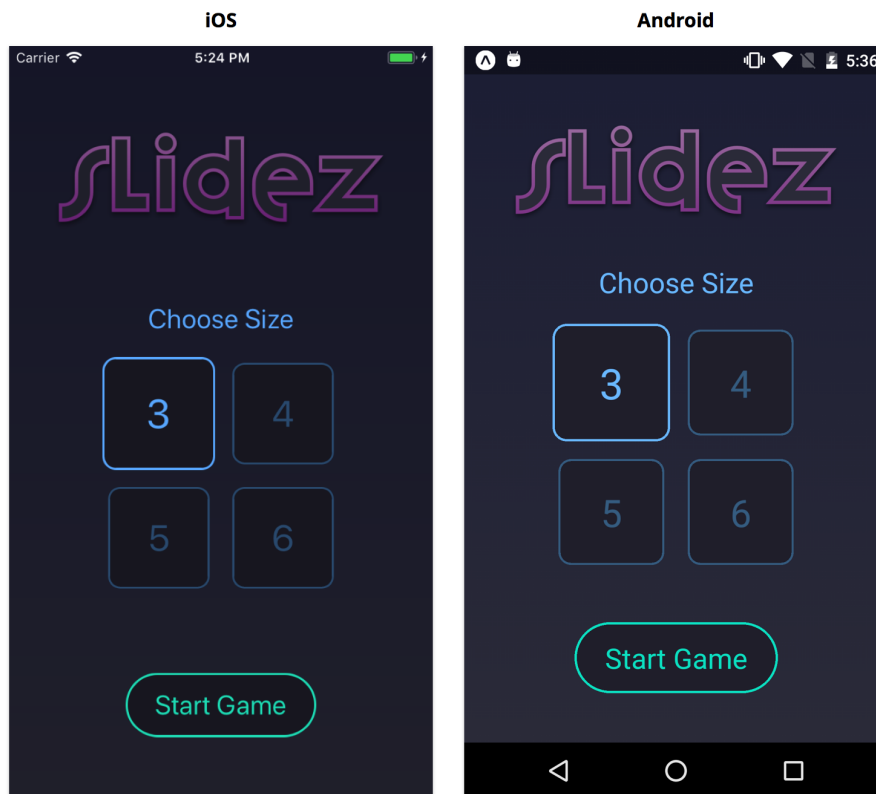 iOS
Carrier 5:24 PM
sLidez
Choose Size
3 4
5 6
Start Game
Android
5:36
sLidez
Choose Size
3 4
5 6
Start Game